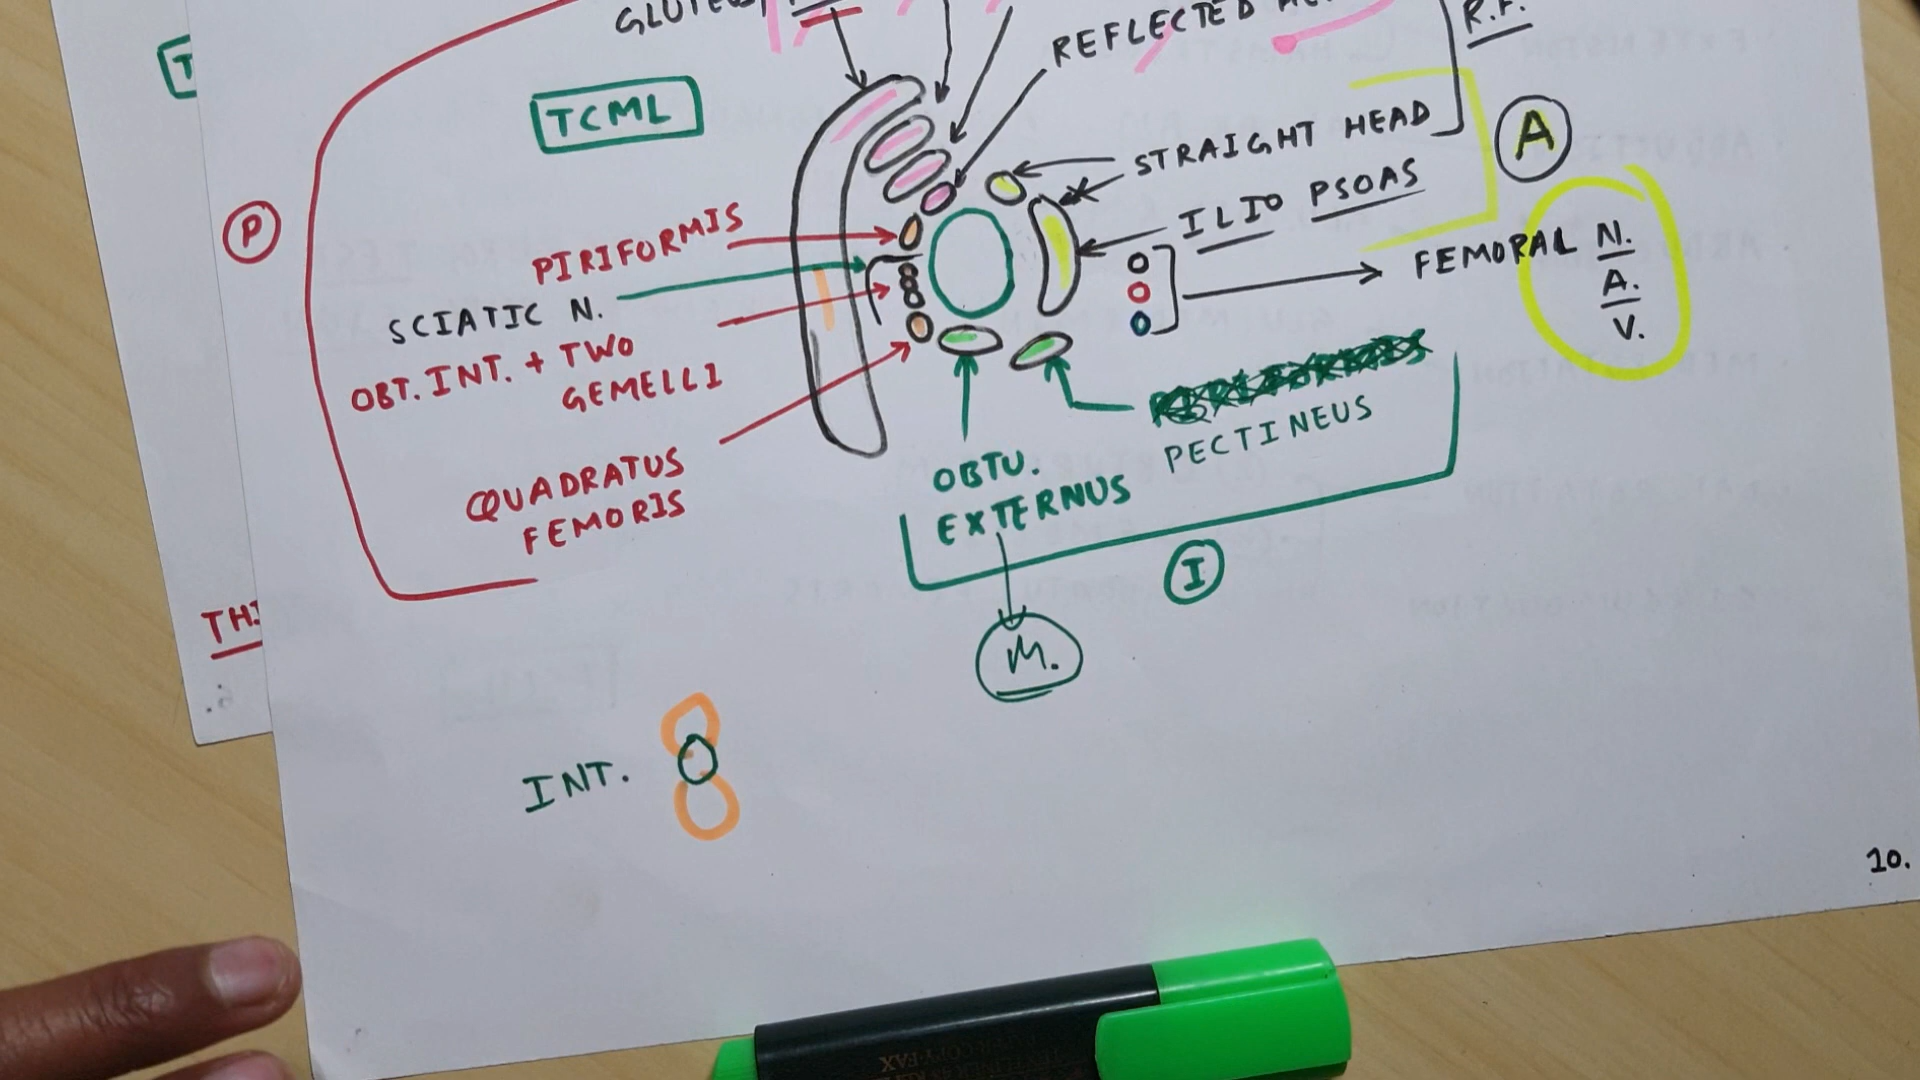 REFLECTED
R.F.
TCML
STRAIGHT HEAD
A
ILIO PSOAS
P
PIRIFORMIS
FEMORAL N.
A.
V.
SCIATIC N.
OBT. INT. + TWO
GEMELLI
PECTINEUS
QUADRATUS
FEMORIS
OBTU.
EXTERNUS
I
M.
INT.
10.